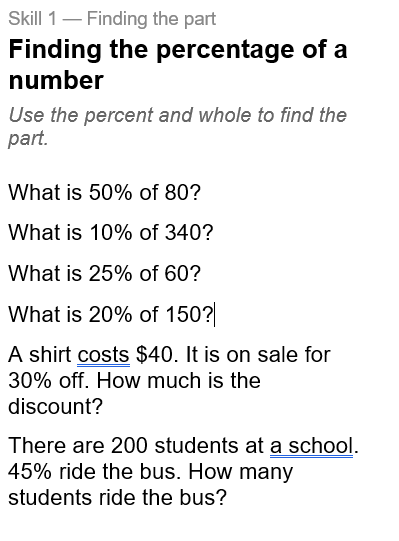 Skill 1 — Finding the part
Finding the percentage of a
number
Use the percent and whole to find the
part.
What is 50% of 80?
What is 10% of 340?
What is 25% of 60?
What is 20% of 150?
A shirt costs $40. It is on sale for
30% off. How much is the
discount?
There are 200 students at a school.
45% ride the bus. How many
students ride the bus?